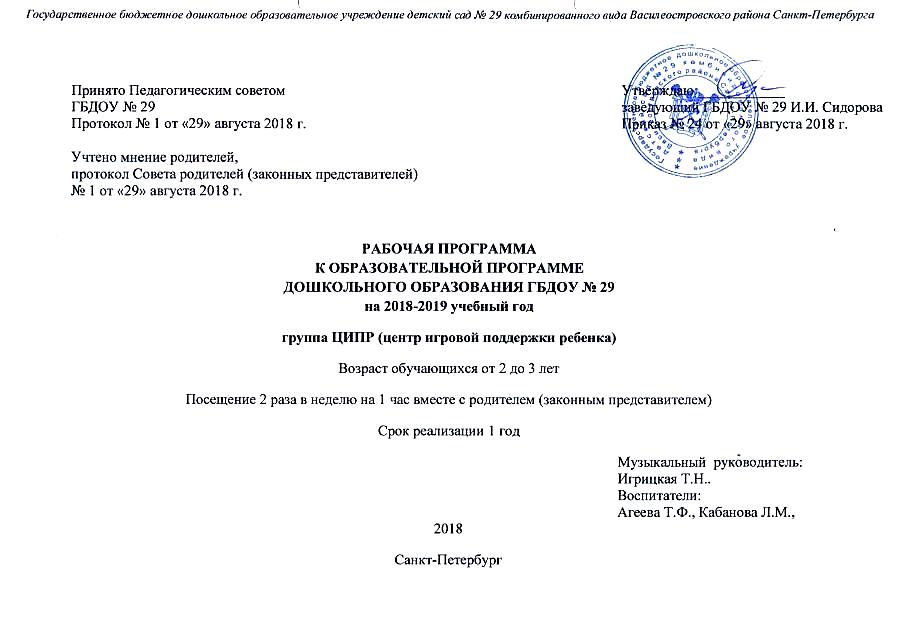 Государственное бюджетное дошкольное образовательное учреждение детский сад № 29 комбинированного вида Василеостровского района Санкт-Петербурга
Принято Педагогическим советом
ГБДОУ № 29
Протокол № 1 от «29» августа 2018 г.
Учтено мнение родителей,
протокол Совета родителей (законных представителей)
№ 1 от «29» августа 2018 г.
Утверждаю:
заведующий ГБДОУ № 29 И.И. Сидорова
Приказ № 24 от «29» августа 2018 г.
РАБОЧАЯ ПРОГРАММА
К ОБРАЗОВАТЕЛЬНОЙ ПРОГРАММЕ
ДОШКОЛЬНОГО ОБРАЗОВАНИЯ ГБДОУ № 29
на 2018-2019 учебный год
группа ЦИПР (центр игровой поддержки ребенка)
Возраст обучающихся от 2 до 3 лет
Посещение 2 раза в неделю на 1 час вместе с родителем (законным представителем)
Срок реализации 1 год
Музыкальный руководитель:
Игрицкая Т.Н..
Воспитатели:
Агеева Т.Ф., Кабанова Л.М.,
2018
Санкт-Петербург